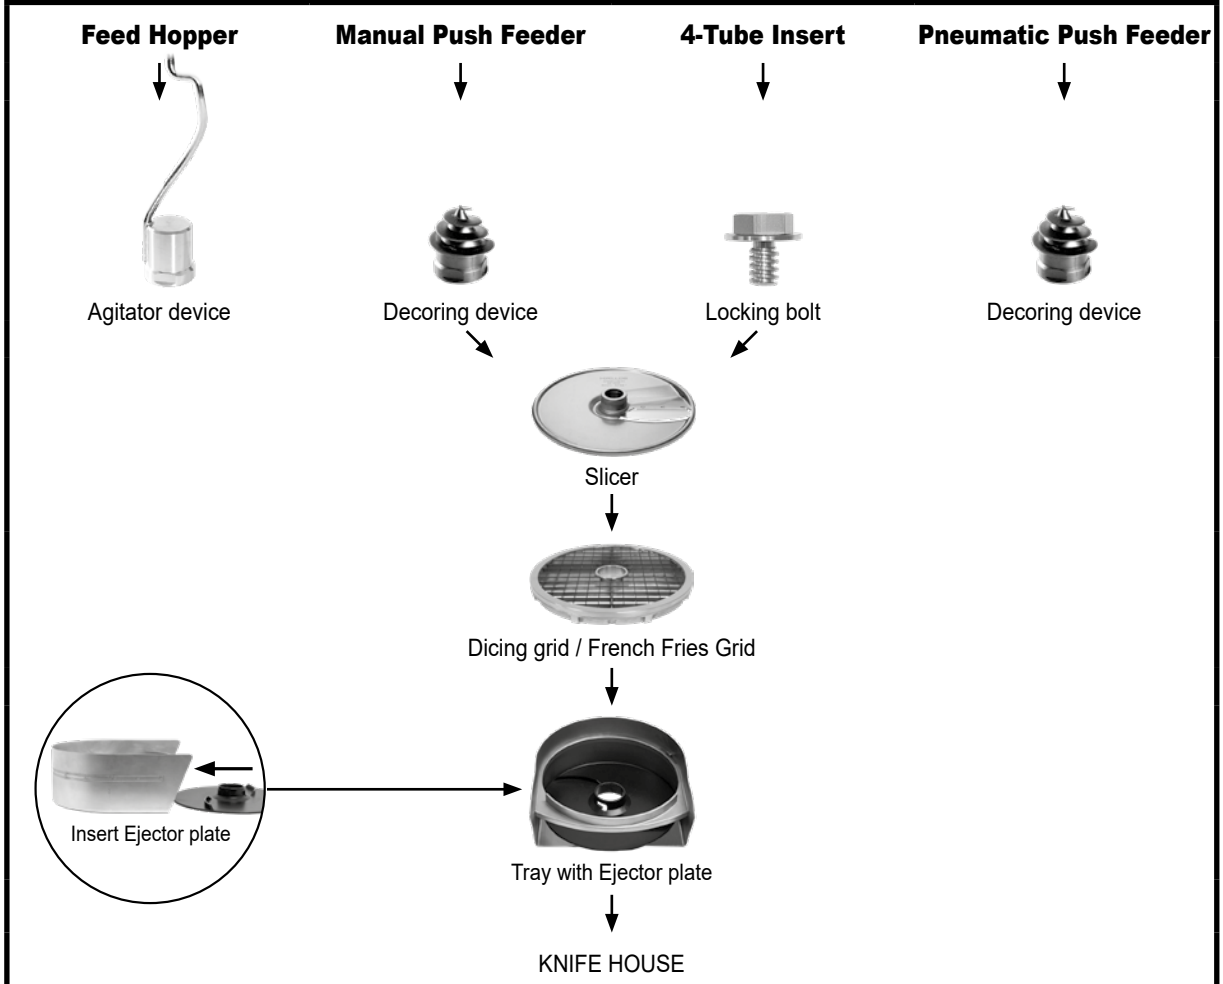 Feed Hopper
Manual Push Feeder
4-Tube Insert
Pneumatic Push Feeder
Agitator device
Decoring device
Locking bolt
Decoring device
Slicer
Dicing grid / French Fries Grid
Insert Ejector plate
Tray with Ejector plate
KNIFE HOUSE